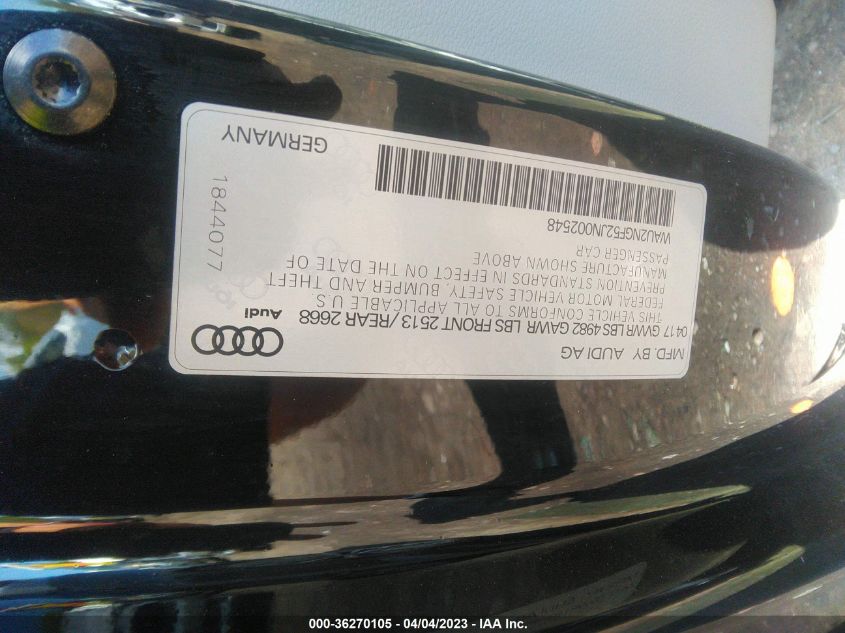 MFD. BY AUDI AG
04 17 GVWR LBS 4982 GAWR LBS FRONT 2513/REAR 2668
THIS VEHICLE CONFORMS TO ALL APPLICABLE U.S.
FEDERAL MOTOR VEHICLE SAFETY, BUMPER AND THEFT
PREVENTION STANDARDS IN EFFECT ON THE DATE OF
MANUFACTURE SHOWN ABOVE
PASSENGER CAR
WAU2NGF52JN002548
Audi
1844077
GERMANY
000-36270105 - 04/04/2023 - IAA Inc.